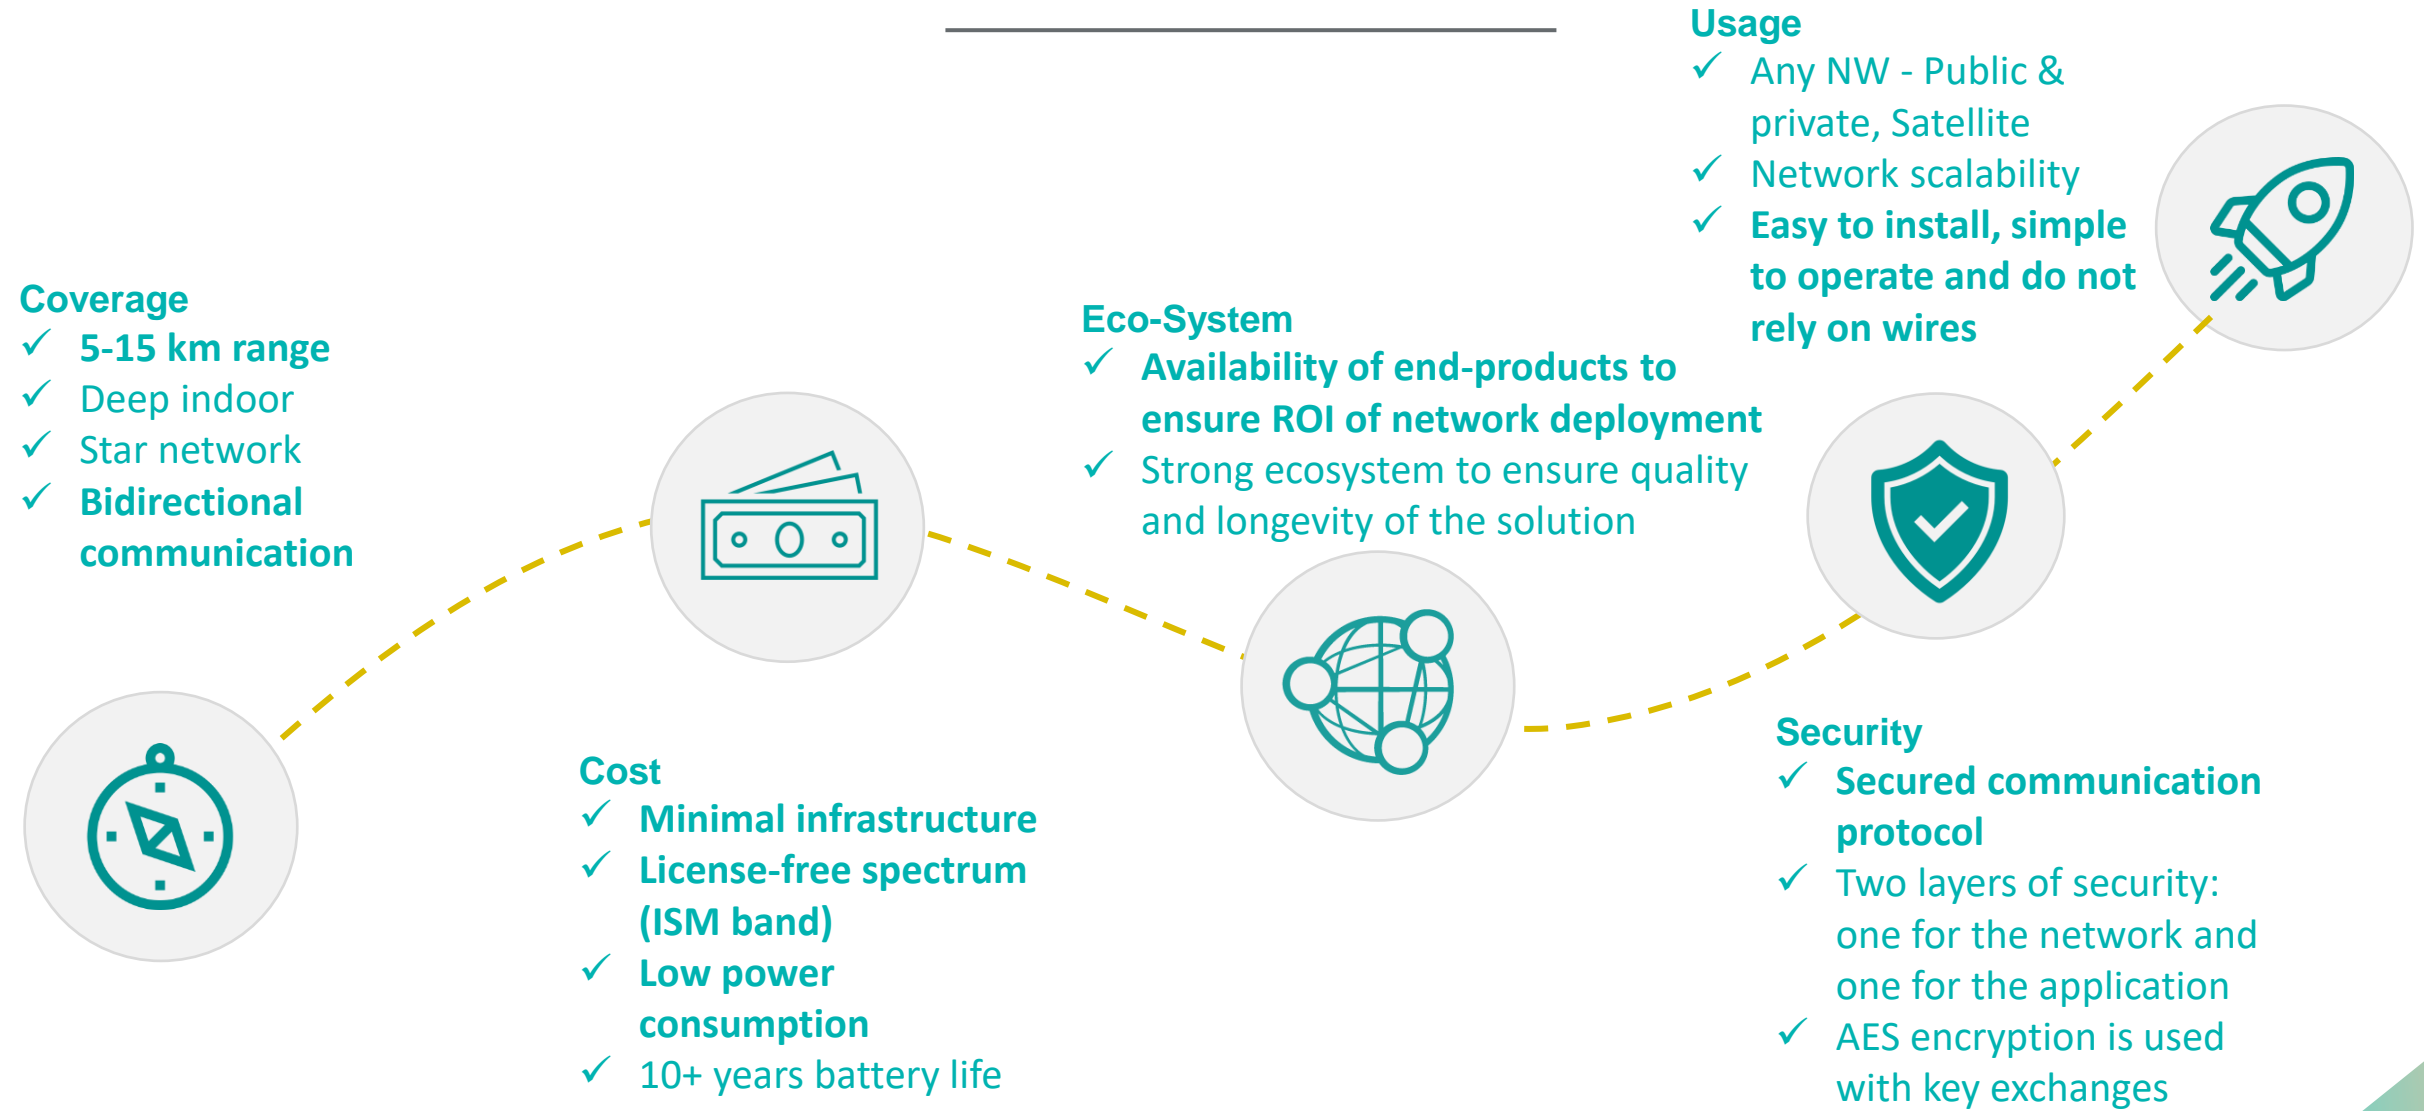 Coverage
✓ 5-15 km range
✓ Deep indoor
✓ Star network
✓ Bidirectional
communication
Cost
✓ Minimal infrastructure
✓ License-free spectrum
(ISM band)
✓ Low power
consumption
✓ 10+ years battery life
Eco-System
✓ Availability of end-products to
ensure ROI of network deployment
✓ Strong ecosystem to ensure quality
and longevity of the solution
Security
✓ Secured communication
protocol
✓ Two layers of security:
one for the network and
one for the application
✓ AES encryption is used
with key exchanges
Usage
✓ Any NW - Public &
private, Satellite
✓ Network scalability
✓ Easy to install, simple
to operate and do not
rely on wires